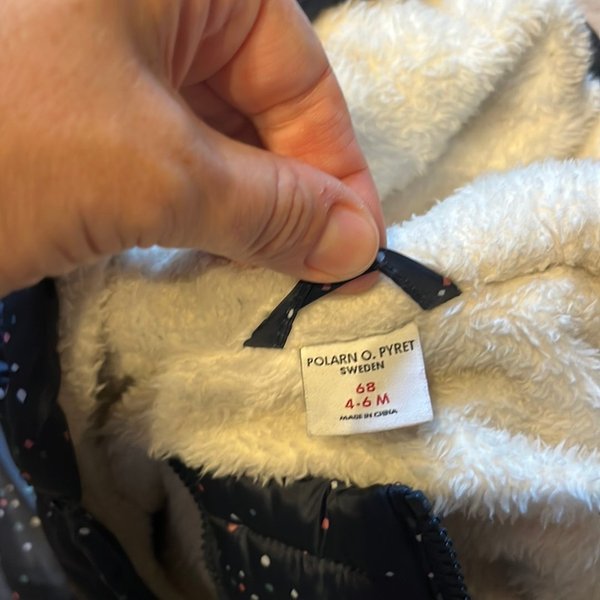 POLARN O. PYRET
SWEDEN
68
4-6 M
MADE IN CHINA